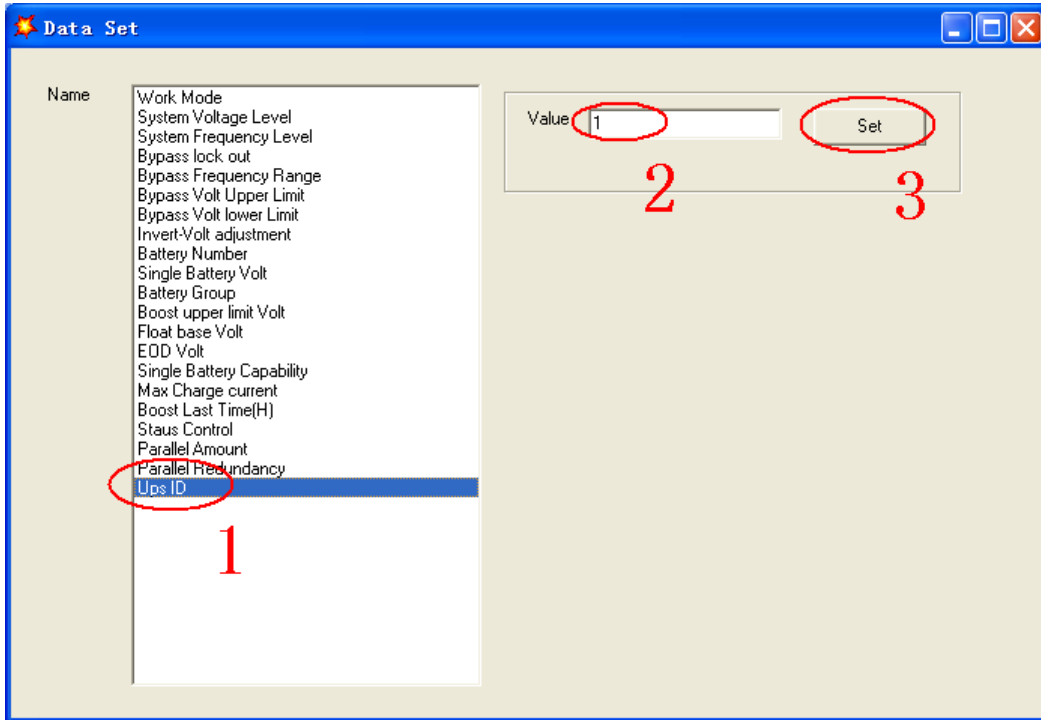 Data Set
Name
Work Mode
System Voltage Level
System Frequency Level
Bypass lock out
Bypass Frequency Range
Bypass Volt Upper Limit
Bypass Volt lower Limit
Invert-Volt adjustment
Battery Number
Single Battery Volt
Battery Group
Boost upper limit Volt
Float base Volt
EOD Volt
Single Battery Capability
Max Charge current
Boost Last Time(H)
Staus Control
Parallel Amount
Parallel Redundancy
Ups ID
1
Value 1 Set
2 3